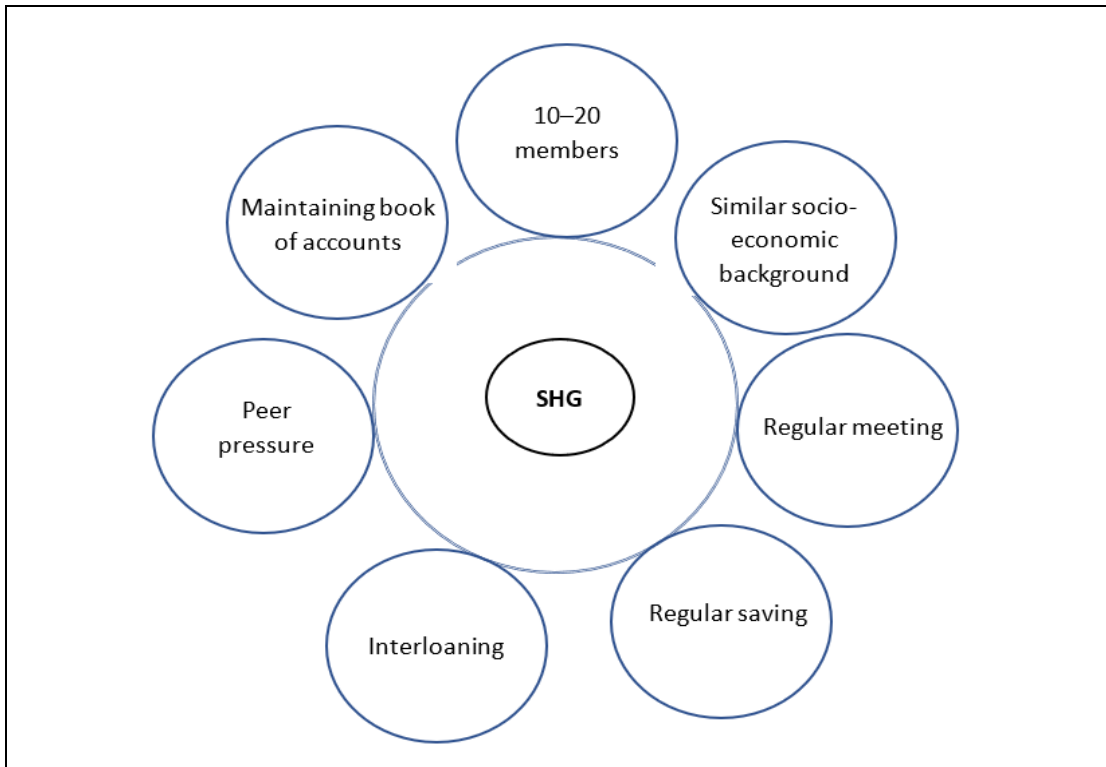 10–20
members
Similar socio-
economic
background
Regular meeting
Regular saving
Interloaning
Peer
pressure
Maintaining book
of accounts
SHG